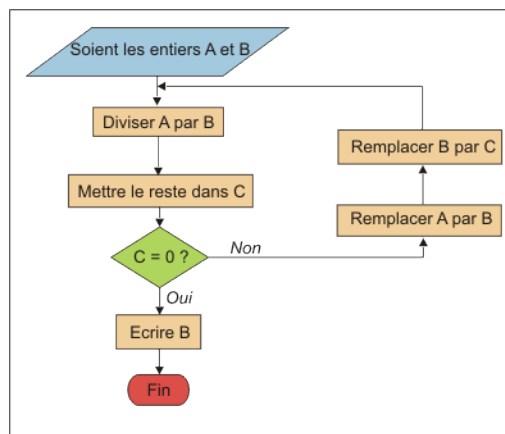 Soient les entiers A et B
Diviser A par B
Mettre le reste dans C
C = 0 ?
Non
Remplacer A par B
Remplacer B par C
Oui
Ecrire B
Fin